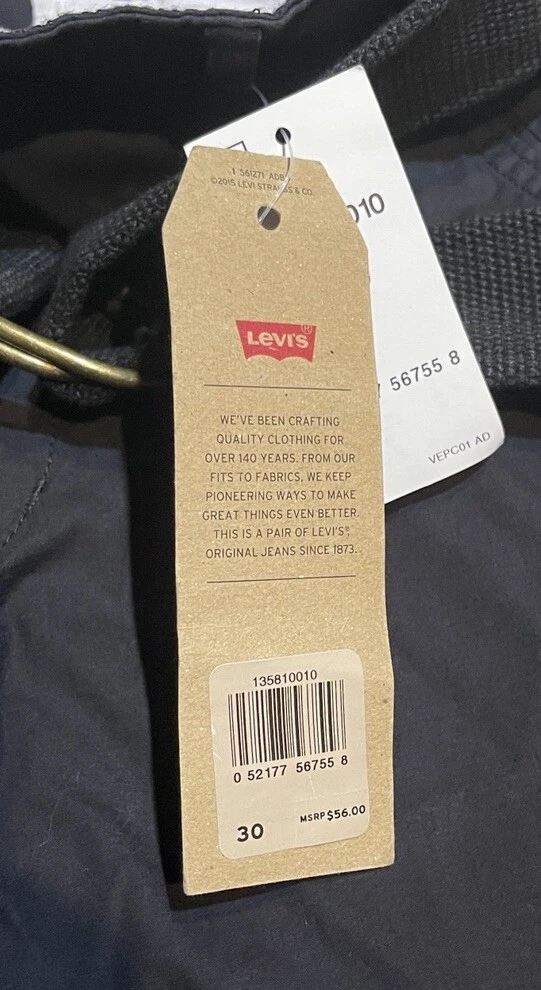 1 561271
©2015 LEVI STRAUSS & CO.
010
LEVI'S®
WE'VE BEEN CRAFTING
QUALITY CLOTHING FOR
OVER 140 YEARS. FROM OUR
FITS TO FABRICS, WE KEEP
PIONEERING WAYS TO MAKE
GREAT THINGS EVEN BETTER.
THIS IS A PAIR OF LEVI'S®,
ORIGINAL JEANS SINCE 1873.
56755 8
VEPC01 AD
135810010
0 52177 56755 8
30
MSRP $56.00